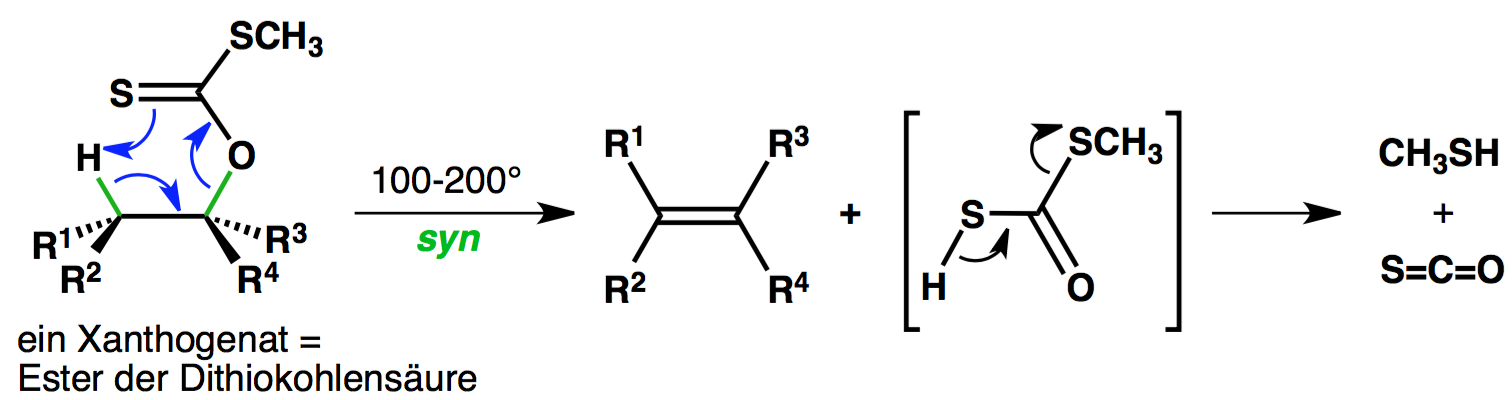 SCH₃
S
H
O
R¹
R²
R³
R⁴
100-200°
syn
R¹
R³
R²
R⁴
+
SCH₃
S
H
O
CH₃SH
+
S=C=O
ein Xanthogenat =
Ester der Dithiokohlensäure